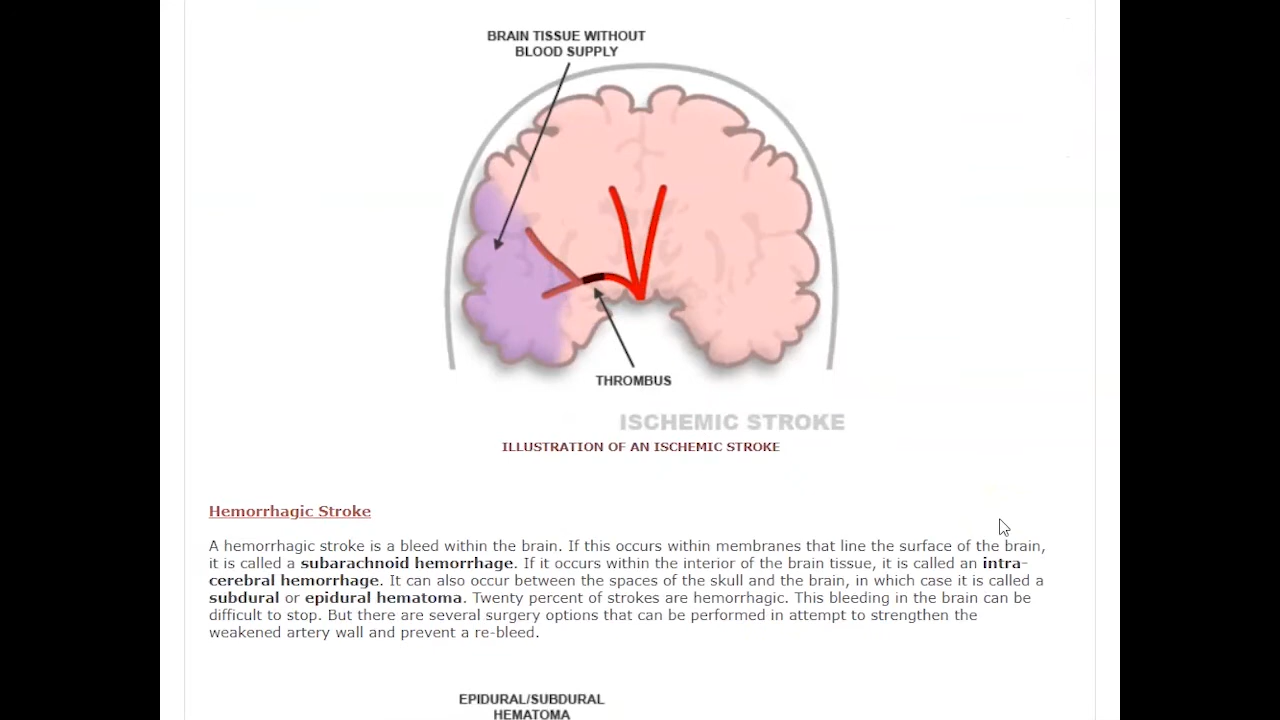 BRAIN TISSUE WITHOUT
BLOOD SUPPLY
THROMBUS
ISCHEMIC STROKE
ILLUSTRATION OF AN ISCHEMIC STROKE
Hemorrhagic Stroke
A hemorrhagic stroke is a bleed within the brain. If this occurs within membranes that line the surface of the brain,
it is called a subarachnoid hemorrhage. If it occurs within the interior of the brain tissue, it is called an intra-
cerebral hemorrhage. It can also occur between the spaces of the skull and the brain, in which case it is called a
subdural or epidural hematoma. Twenty percent of strokes are hemorrhagic. This bleeding in the brain can be
difficult to stop. But there are several surgery options that can be performed in attempt to strengthen the
weakened artery wall and prevent a re-bleed.
EPIDURAL/SUBDURAL
HEMATOMA